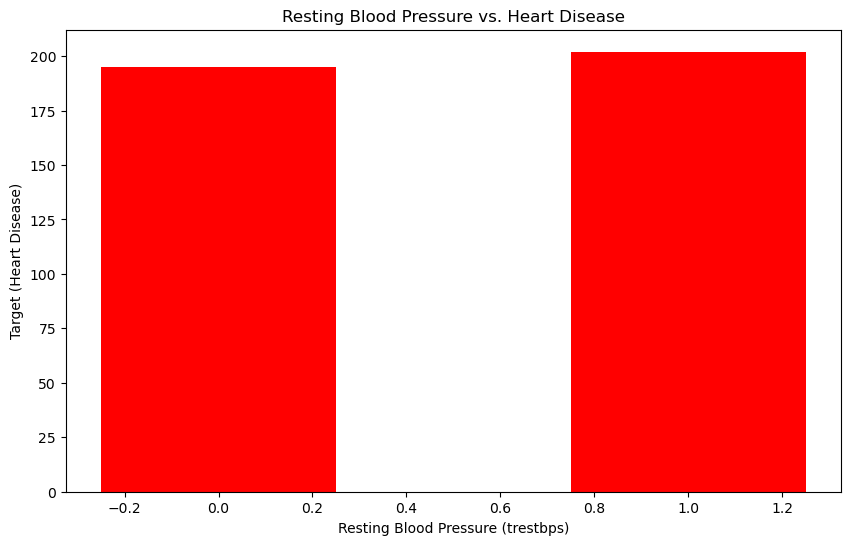 Resting Blood Pressure vs. Heart Disease
200
175
150
125
100
75
50
25
0
Target (Heart Disease)
−0.2 0.0 0.2 0.4 0.6 0.8 1.0 1.2
Resting Blood Pressure (trestbps)